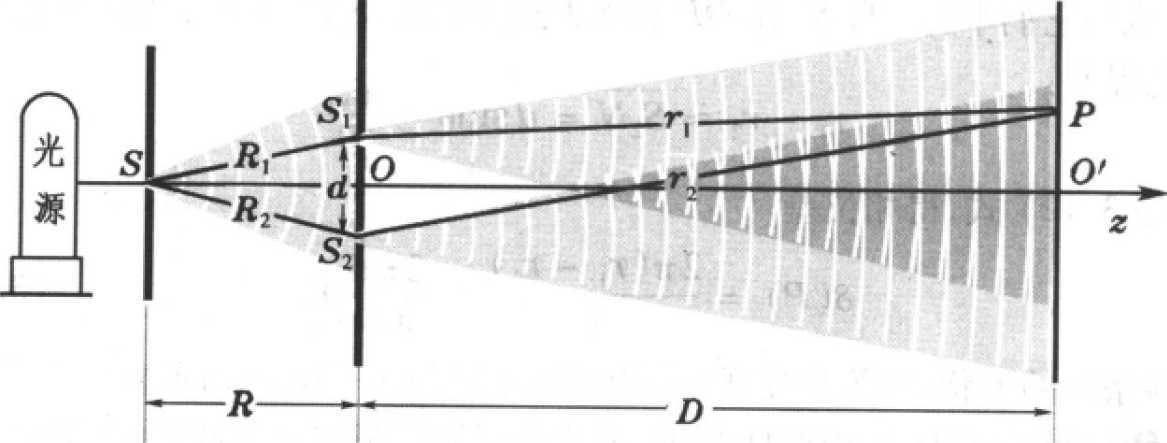 光
源
S
R₁
R₂
S₁
S₂
d
O
r₁
r₂
P
O′
z
R
D